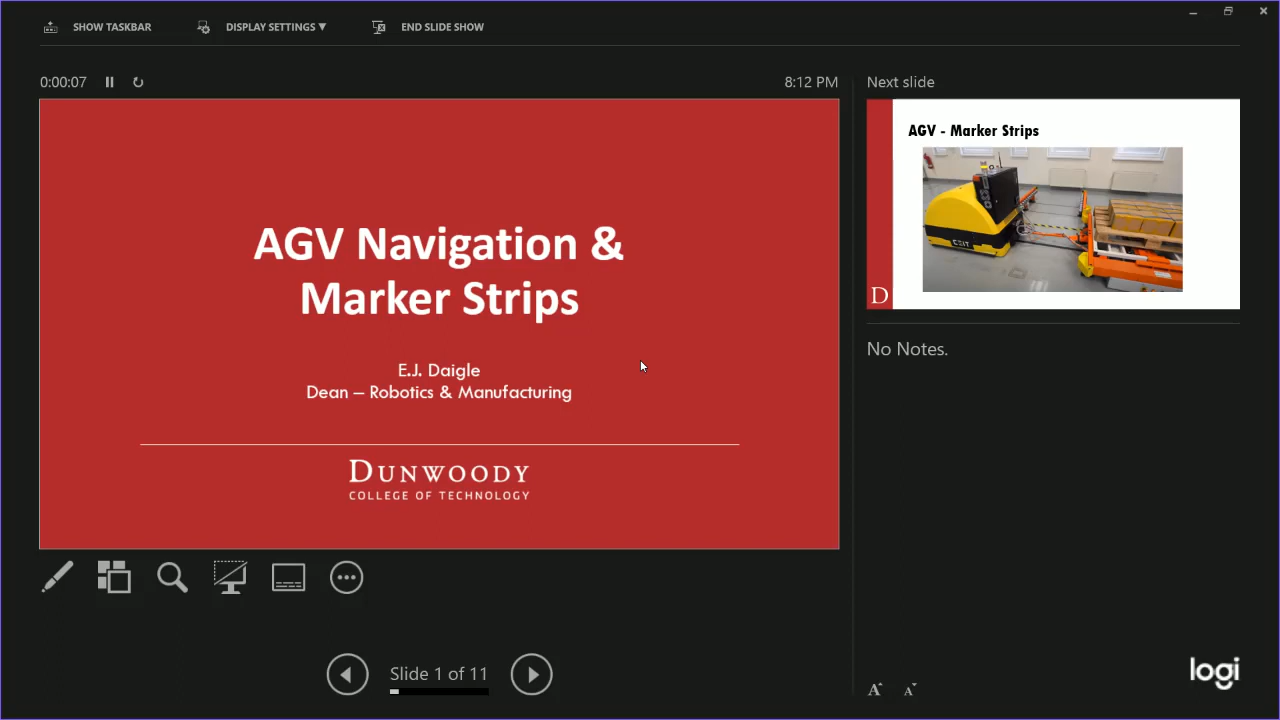 SHOW TASKBAR
DISPLAY SETTINGS ▼
END SLIDE SHOW
0:00:07
8:12 PM
AGV Navigation &
Marker Strips
E.J. Daigle
Dean – Robotics & Manufacturing
DUNWOODY
COLLEGE OF TECHNOLOGY
Slide 1 of 11
Next slide
AGV - Marker Strips
CEIT
D
No Notes.
A A
logi